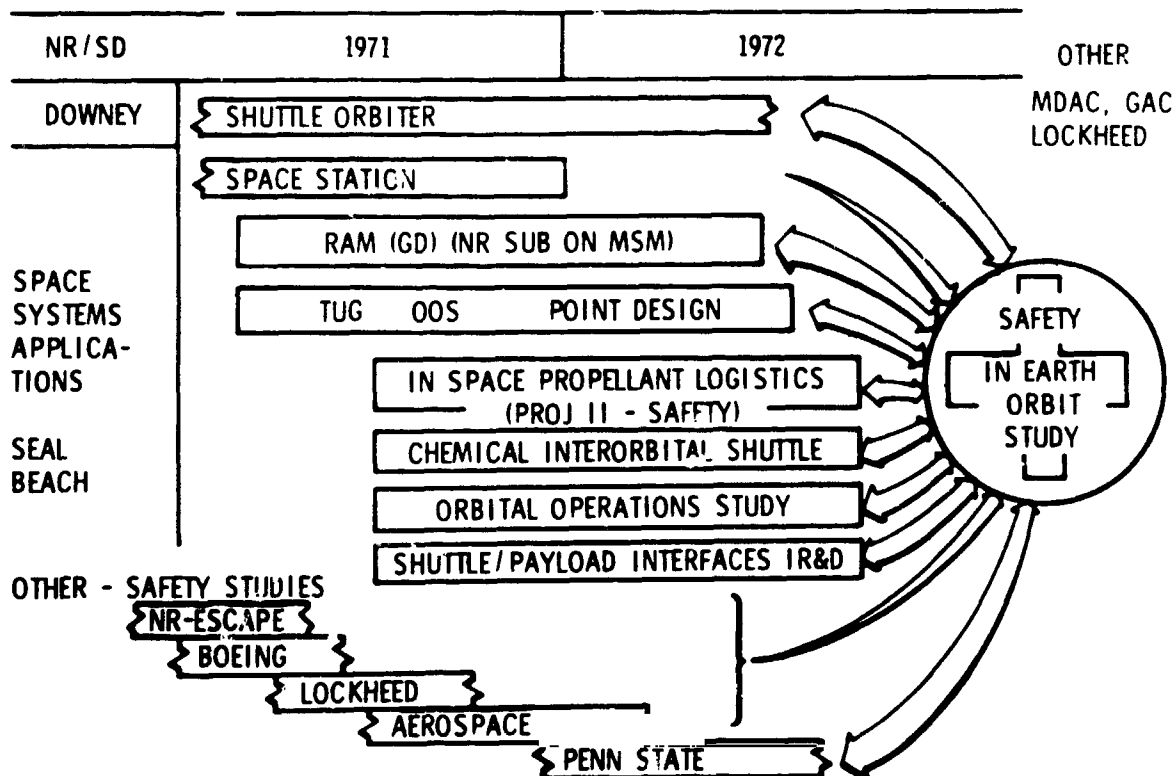 NR/SD 1971 1972 OTHER
DOWNEY SHUTTLE ORBITER MDAC, GAC
LOCKHEED
SPACE STATION
RAM (GD) (NR SUB ON MSM)
TUG OOS POINT DESIGN
SPACE
SYSTEMS
APPLICA-
TIONS
SEAL
BEACH
IN SPACE PROPELLANT LOGISTICS
(PROJ II - SAFETY)
CHEMICAL INTERORBITAL SHUTTLE
ORBITAL OPERATIONS STUDY
SHUTTLE/PAYLOAD INTERFACES IR&D
SAFETY
IN EARTH
ORBIT
STUDY
OTHER - SAFETY STUDIES
NR-ESCAPE
BOEING
LOCKHEED
AEROSPACE
PENN STATE